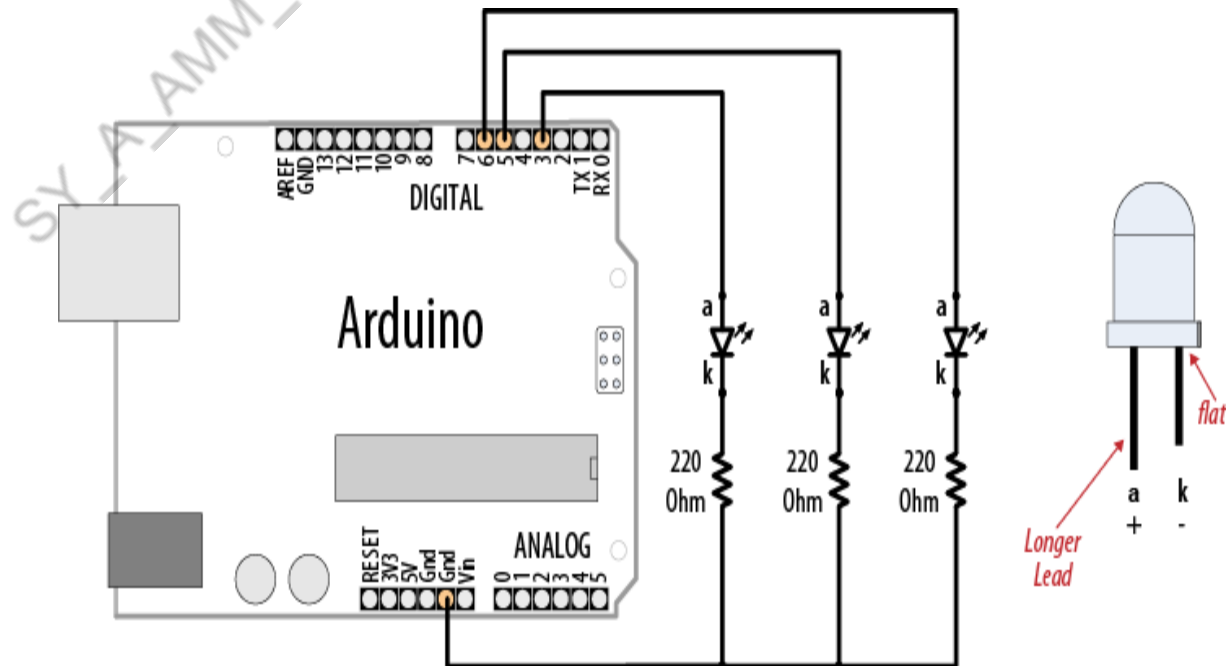 SY_A_AMM_
AREF
GND
13
12
11
10
9
8
7
6
5
4
3
2
TX 1
RX 0
DIGITAL
Arduino
a
k
220
Ohm
a
k
220
Ohm
a
k
220
Ohm
RESET
3V3
5V
Gnd
Gnd
Vin
ANALOG
0
1
2
3
4
5
flat
a
+
k
-
Longer
Lead